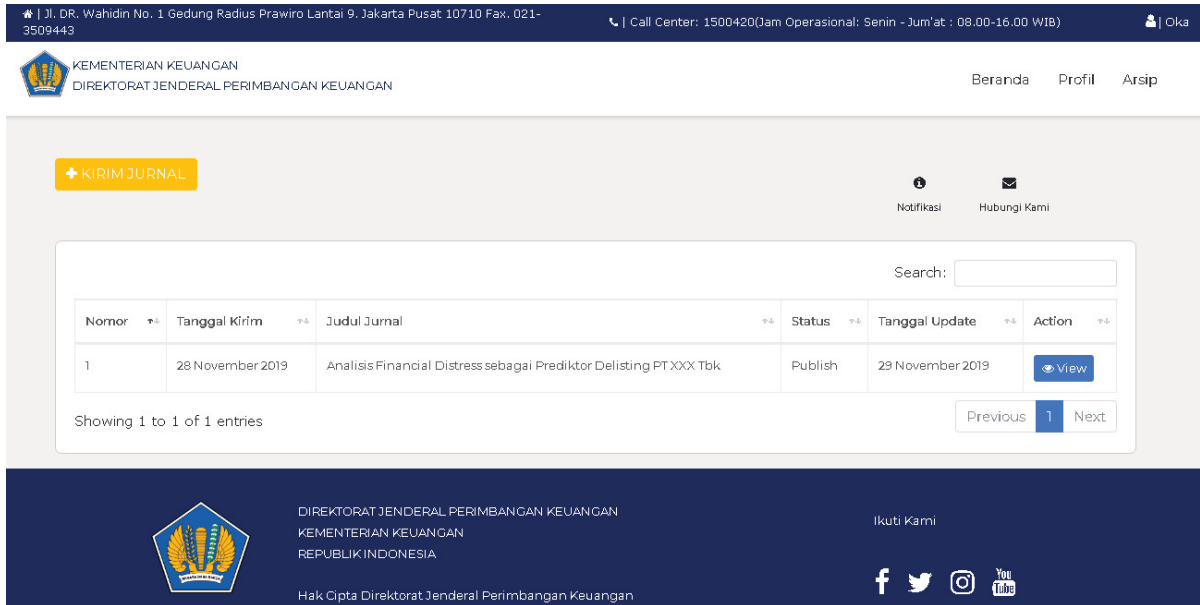 | Jl. DR. Wahidin No. 1 Gedung Radius Prawiro Lantai 9. Jakarta Pusat 10710 Fax. 021-
3509443
| Call Center: 1500420(Jam Operasional: Senin - Jum'at : 08.00-16.00 WIB)
| Oka
KEMENTERIAN KEUANGAN
DIREKTORAT JENDERAL PERIMBANGAN KEUANGAN
Beranda Profil Arsip
KIRIM JURNAL
Notifikasi Hubungi Kami
Search:
Nomor Tanggal Kirim Judul Jurnal Status Tanggal Update Action
1 28 November 2019 Analisis Financial Distress sebagai Prediktor Delisting PT XXX Tbk Publish 29 November 2019 View
Showing 1 to 1 of 1 entries
Previous 1 Next
DIREKTORAT JENDERAL PERIMBANGAN KEUANGAN
KEMENTERIAN KEUANGAN
REPUBLIK INDONESIA
Hak Cipta Direktorat Jenderal Perimbangan Keuangan
Ikuti Kami
You
Tube